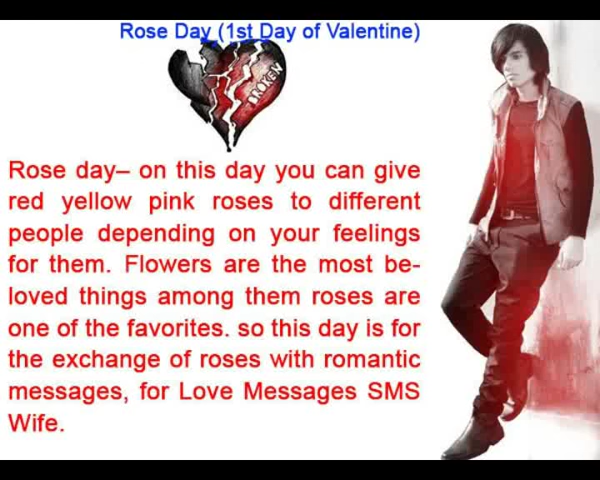 Rose Day (1st Day of Valentine)
BROKEN
Rose day– on this day you can give
red yellow pink roses to different
people depending on your feelings
for them. Flowers are the most be-
loved things among them roses are
one of the favorites. so this day is for
the exchange of roses with romantic
messages, for Love Messages SMS
Wife.